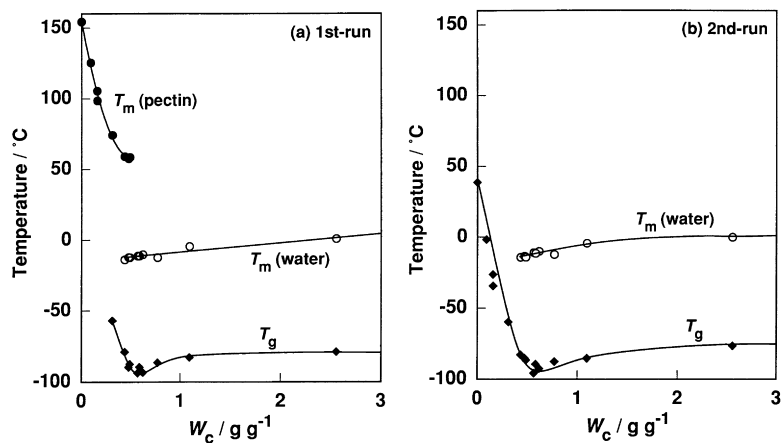 (a) 1st-run
150
100
50
0
-50
-100
Temperature / °C
Tm (pectin)
Tm (water)
Tg
0 1 2 3
Wc / g g-1
(b) 2nd-run
150
100
50
0
-50
-100
Temperature / °C
Tm (water)
Tg
0 1 2 3
Wc / g g-1